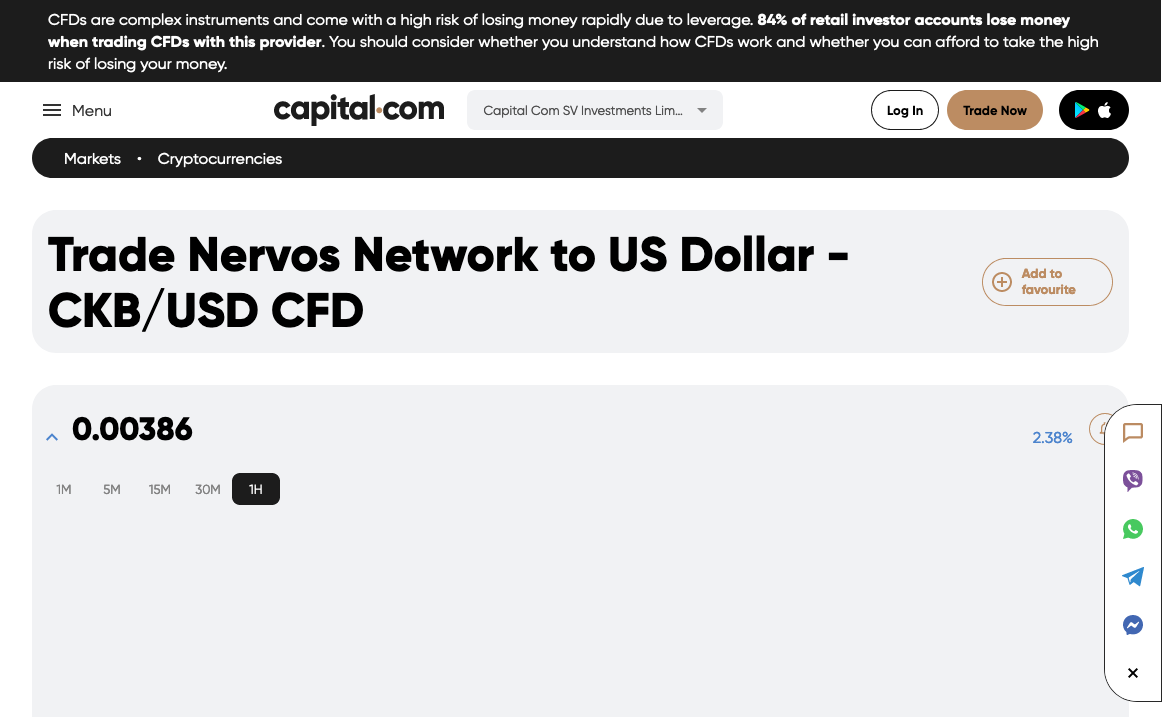 CFDs are complex instruments and come with a high risk of losing money rapidly due to leverage. 84% of retail investor accounts lose money
when trading CFDs with this provider. You should consider whether you understand how CFDs work and whether you can afford to take the high
risk of losing your money.
Menu
capital.com
Capital Com SV Investments Lim...
Log In
Trade Now
Markets • Cryptocurrencies
Trade Nervos Network to US Dollar -
CKB/USD CFD
Add to
favourite
0.00386
2.38%
1M 5M 15M 30M 1H